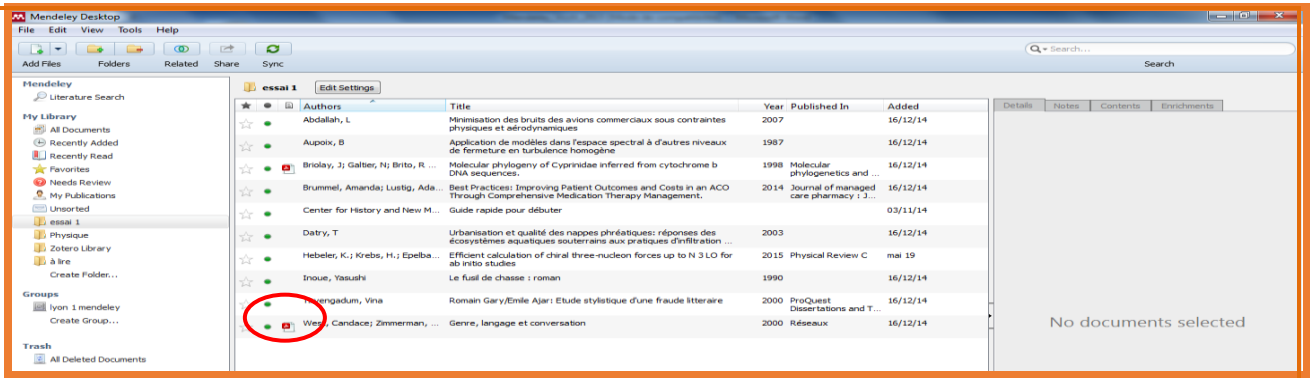 Mendeley Desktop
File Edit View Tools Help
Search...
Add Files Folders Related Share Sync Search
Mendeley
Literature Search
My Library
All Documents
Recently Added
Recently Read
Favorites
Needs Review
My Publications
Unsorted
essai 1
Physique
Zotero Library
à lire
Create Folder...
Groups
lyon 1 mendeley
Create Group...
Trash
All Deleted Documents
essai 1 Edit Settings
Authors Title Year Published In Added
Abdallah, L Minimisation des bruits des avions commerciaux sous contraintes 2007 16/12/14
physiques et aérodynamiques
Aupoix, B Application de modèles dans l'espace spectral à d'autres niveaux 1987 16/12/14
de fermeture en turbulence homogène
Briolay, J; Galtier, N; Brito, R ... Molecular phylogeny of Cyprinidae inferred from cytochrome b 1998 Molecular 16/12/14
DNA sequences. phylogenetics and ...
Brummel, Amanda; Lustig, Ada... Best Practices: Improving Patient Outcomes and Costs in an ACO 2014 Journal of managed 16/12/14
Through Comprehensive Medication Therapy Management. care pharmacy : J...
Center for History and New M... Guide rapide pour débuter 03/11/14
Datry, T Urbanisation et qualité des nappes phréatiques: réponses des 2003 16/12/14
écosystèmes aquatiques souterrains aux pratiques d'infiltration ...
Hebeler, K.; Krebs, H.; Epelba... Efficient calculation of chiral three-nucleon forces up to N 3 LO for 2015 Physical Review C mai 19
ab initio studies
Inoue, Yasushi Le fusil de chasse : roman 1990 16/12/14
Vina Romain Gary/Emile Ajar: Etude stylistique d'une fraude litteraire 2000 ProQuest 16/12/14
Dissertations and T...
West, Candace; Zimmerman, ... Genre, langage et conversation 2000 Réseaux 16/12/14
Details Notes Contents Enrichments
No documents selected